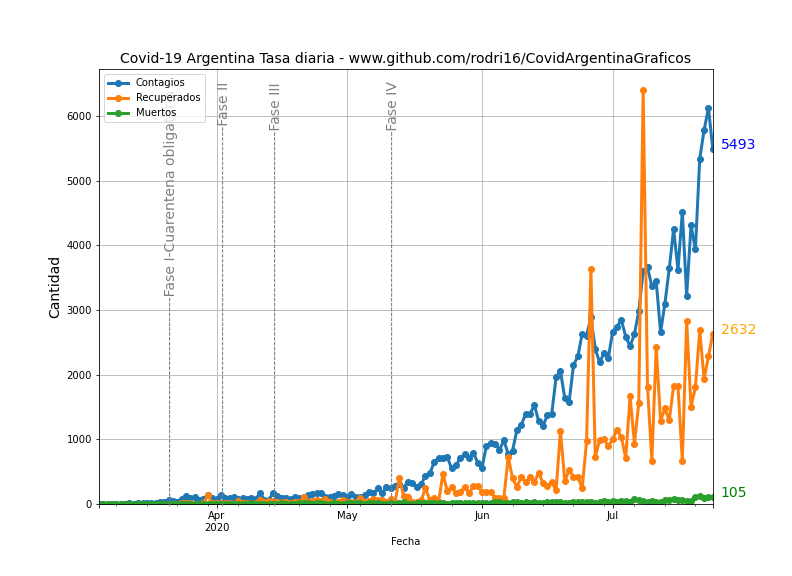 Covid-19 Argentina Tasa diaria - www.github.com/rodri16/CovidArgentinaGraficos
Contagios
Recuperados
Muertos
Fase I-Cuarentena
Fase II
Fase III
Fase IV
6000
5000
4000
3000
2000
1000
0
Cantidad
5493
2632
105
Apr
2020
May
Jun
Jul
Fecha